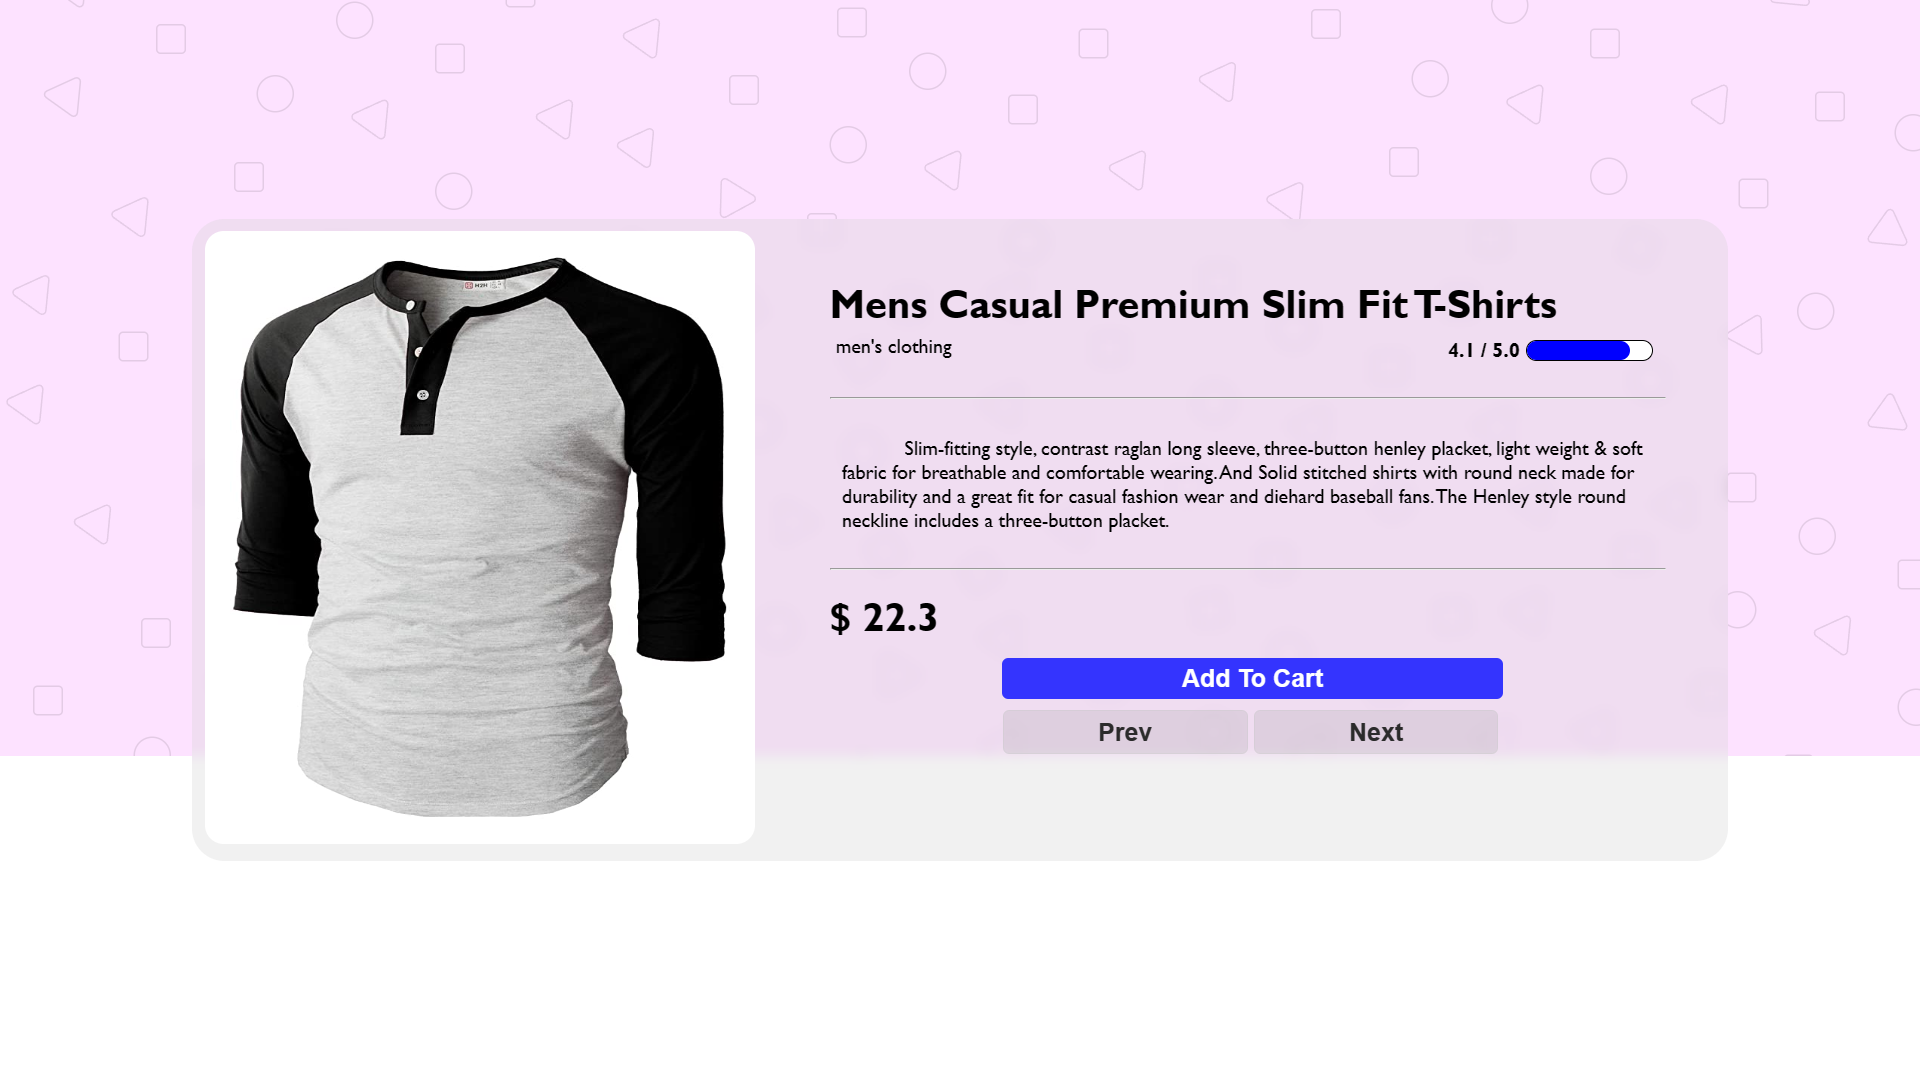 H2H
Mens Casual Premium Slim Fit T-Shirts
men's clothing
4.1 / 5.0
Slim-fitting style, contrast raglan long sleeve, three-button henley placket, light weight & soft
fabric for breathable and comfortable wearing. And Solid stitched shirts with round neck made for
durability and a great fit for casual fashion wear and diehard baseball fans. The Henley style round
neckline includes a three-button placket.
$ 22.3
Add To Cart
Prev
Next